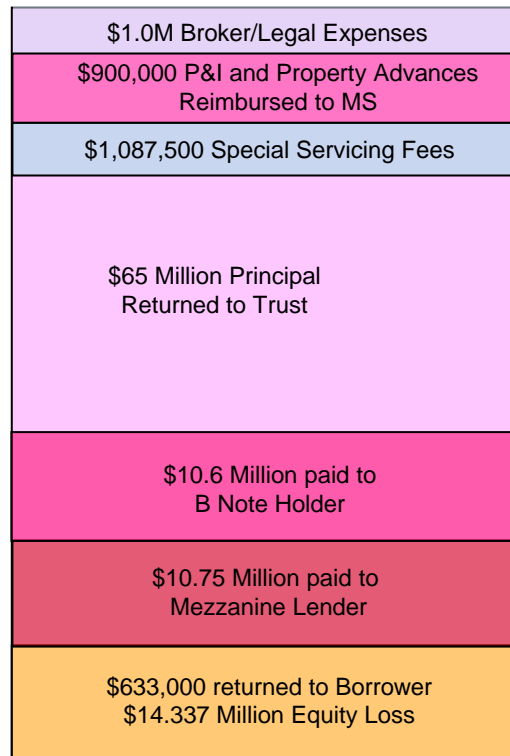 $1.0M Broker/Legal Expenses
$900,000 P&I and Property Advances
Reimbursed to MS
$1,087,500 Special Servicing Fees
$65 Million Principal
Returned to Trust
$10.6 Million paid to
B Note Holder
$10.75 Million paid to
Mezzanine Lender
$633,000 returned to Borrower
$14.337 Million Equity Loss